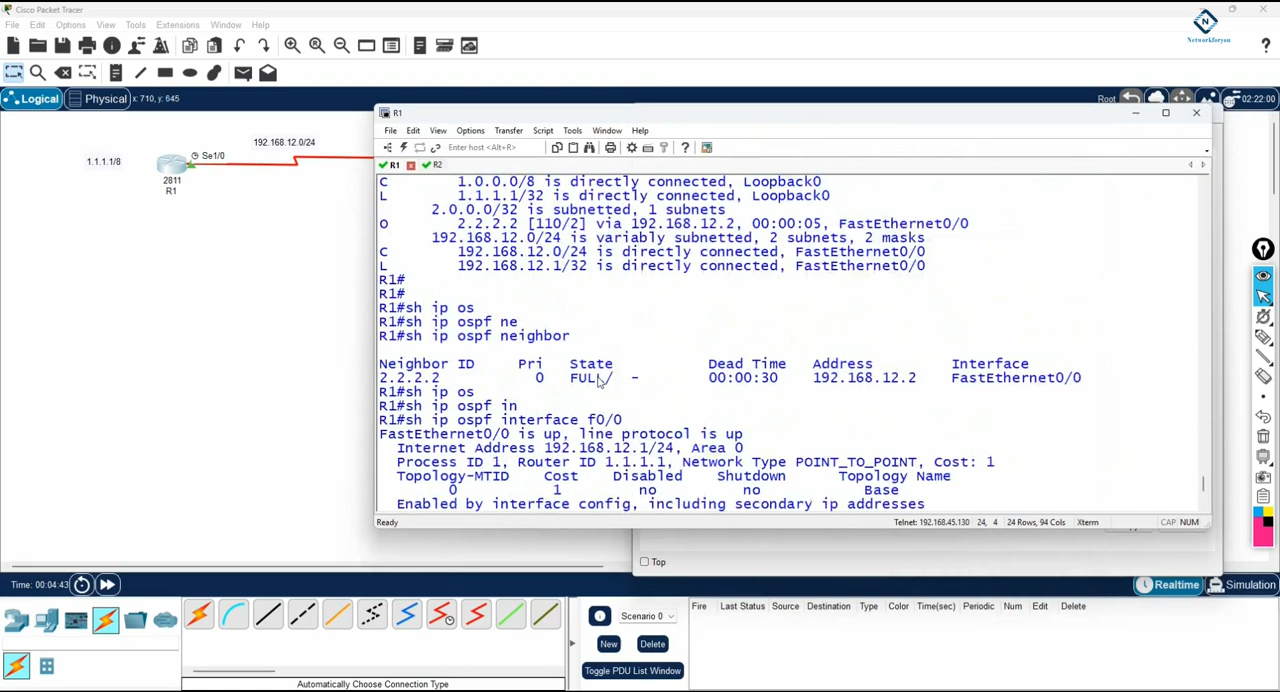 Cisco Packet Tracer
File Edit Options View Tools Extensions Window Help
Networkforyou
Logical Physical x: 710, y: 645 Root 02:22:00
192.168.12.0/24
1.1.1.1/8
Se1/0
2811
R1
R1
File Edit View Options Transfer Script Tools Window Help
Enter host <Alt+R>
R1 R2
C 1.0.0.0/8 is directly connected, Loopback0
L 1.1.1.1/32 is directly connected, Loopback0
2.0.0.0/32 is subnetted, 1 subnets
O 2.2.2.2 [110/2] via 192.168.12.2, 00:00:05, FastEthernet0/0
192.168.12.0/24 is variably subnetted, 2 subnets, 2 masks
C 192.168.12.0/24 is directly connected, FastEthernet0/0
L 192.168.12.1/32 is directly connected, FastEthernet0/0
R1#
R1#
R1#sh ip os
R1#sh ip ospf ne
R1#sh ip ospf neighbor
Neighbor ID Pri State Dead Time Address Interface
2.2.2.2 0 FULL/ - 00:00:30 192.168.12.2 FastEthernet0/0
R1#sh ip os
R1#sh ip ospf in
R1#sh ip ospf interface f0/0
FastEthernet0/0 is up, line protocol is up
Internet Address 192.168.12.1/24, Area 0
Process ID 1, Router ID 1.1.1.1, Network Type POINT_TO_POINT, Cost: 1
Topology-MTID Cost Disabled Shutdown Topology Name
0 1 no no Base
Enabled by interface config, including secondary ip addresses
Ready Telnet: 192.168.45.130 24, 4 24 Rows, 94 Cols Xterm CAP NUM
Top
Time: 00:04:43 Realtime Simulation
Scenario 0
New Delete
Toggle PDU List Window
Fire Last Status Source Destination Type Color Time(sec) Periodic Num Edit Delete
Automatically Choose Connection Type